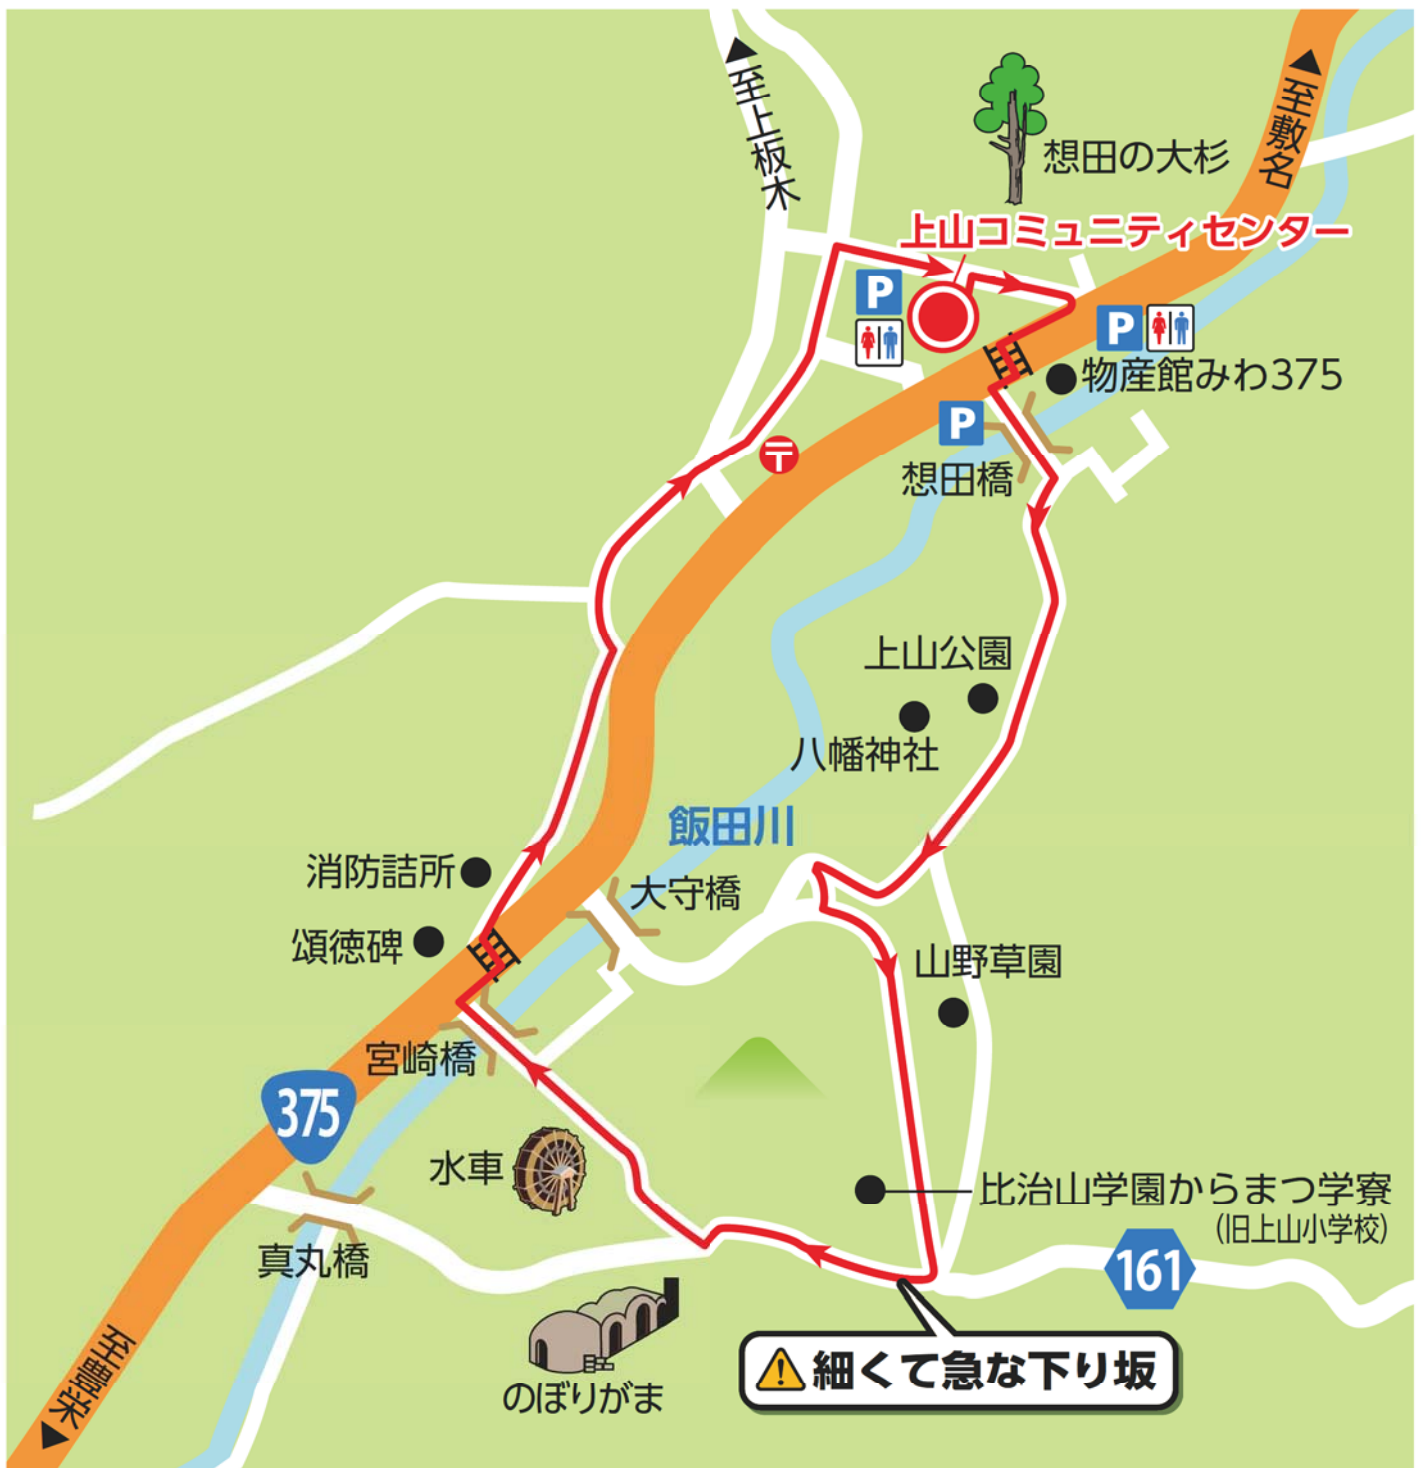 至上板木
至敷名
想田の大杉
上山コミュニティセンター
P
P
物産館みわ375
P
〒
想田橋
上山公園
八幡神社
飯田川
消防詰所
大守橋
頌徳碑
山野草園
宮崎橋
375
水車
比治山学園からまつ学寮
(旧上山小学校)
真丸橋
161
至豊栄
細くて急な下り坂
のぼりがま